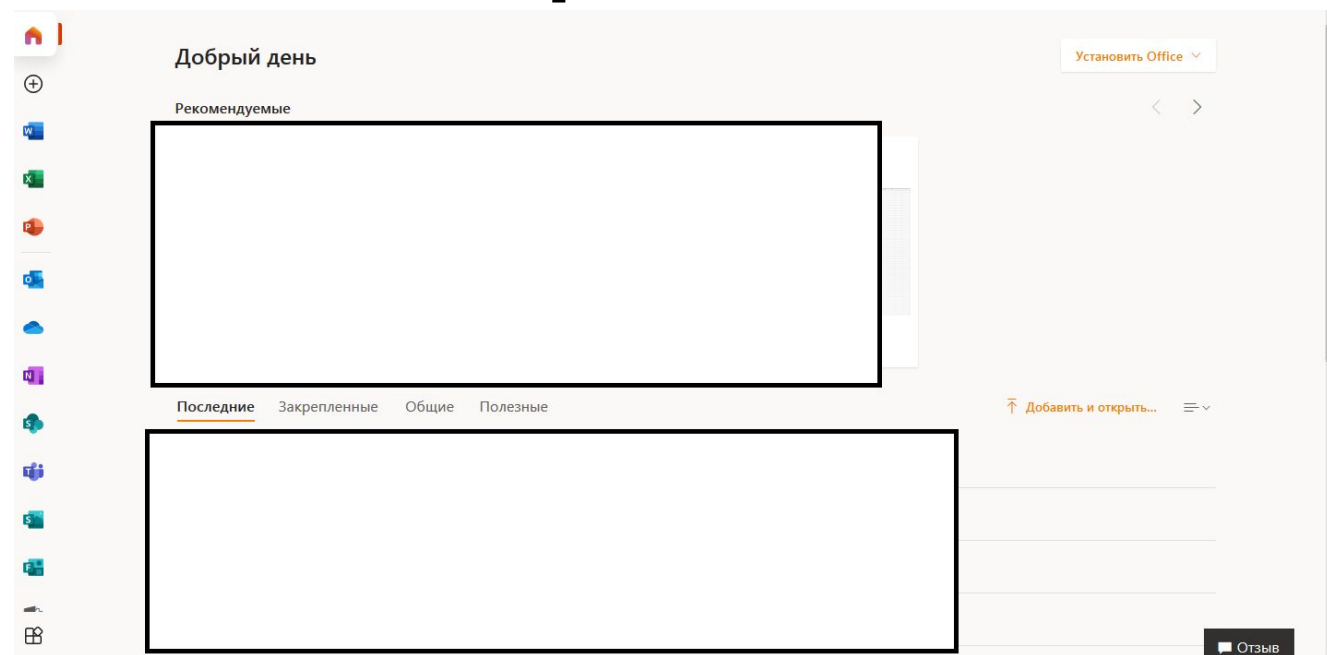 Добрый день
Установить Office
Рекомендуемые
Последние Закрепленные Общие Полезные
Добавить и открыть...
Отзыв